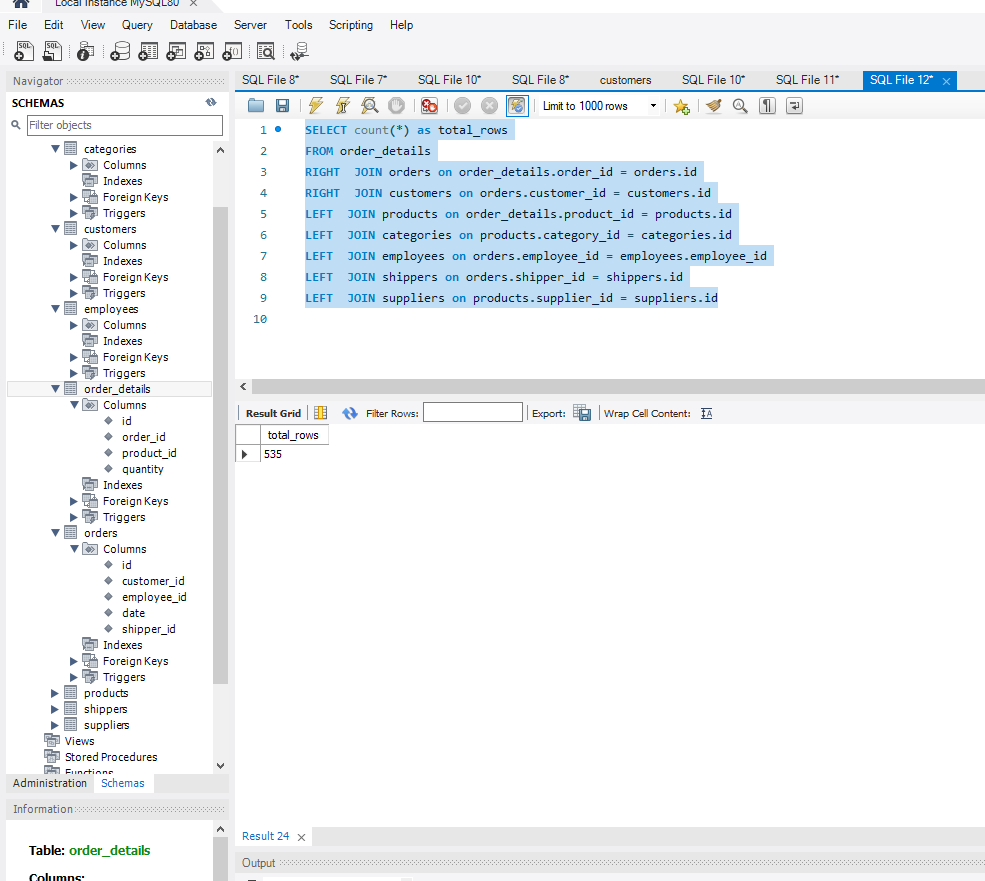 Local instance MySQL80 ×
File Edit View Query Database Server Tools Scripting Help
Navigator
SCHEMAS
Filter objects
categories
Columns
Indexes
Foreign Keys
Triggers
customers
Columns
Indexes
Foreign Keys
Triggers
employees
Columns
Indexes
Foreign Keys
Triggers
order_details
Columns
id
order_id
product_id
quantity
Indexes
Foreign Keys
Triggers
orders
Columns
id
customer_id
employee_id
date
shipper_id
Indexes
Foreign Keys
Triggers
products
shippers
suppliers
Views
Stored Procedures
Functions
Administration Schemas
Information
Table: order_details
Columns:
SQL File 8* SQL File 7* SQL File 10* SQL File 8* customers SQL File 10* SQL File 11* SQL File 12* ×
Limit to 1000 rows
1 SELECT count(*) as total_rows
2 FROM order_details
3 RIGHT  JOIN orders on order_details.order_id = orders.id
4 RIGHT  JOIN customers on orders.customer_id = customers.id
5 LEFT  JOIN products on order_details.product_id = products.id
6 LEFT  JOIN categories on products.category_id = categories.id
7 LEFT  JOIN employees on orders.employee_id = employees.employee_id
8 LEFT  JOIN shippers on orders.shipper_id = shippers.id
9 LEFT  JOIN suppliers on products.supplier_id = suppliers.id
10
Result Grid Filter Rows: Export: Wrap Cell Content:
total_rows
535
Result 24 ×
Output